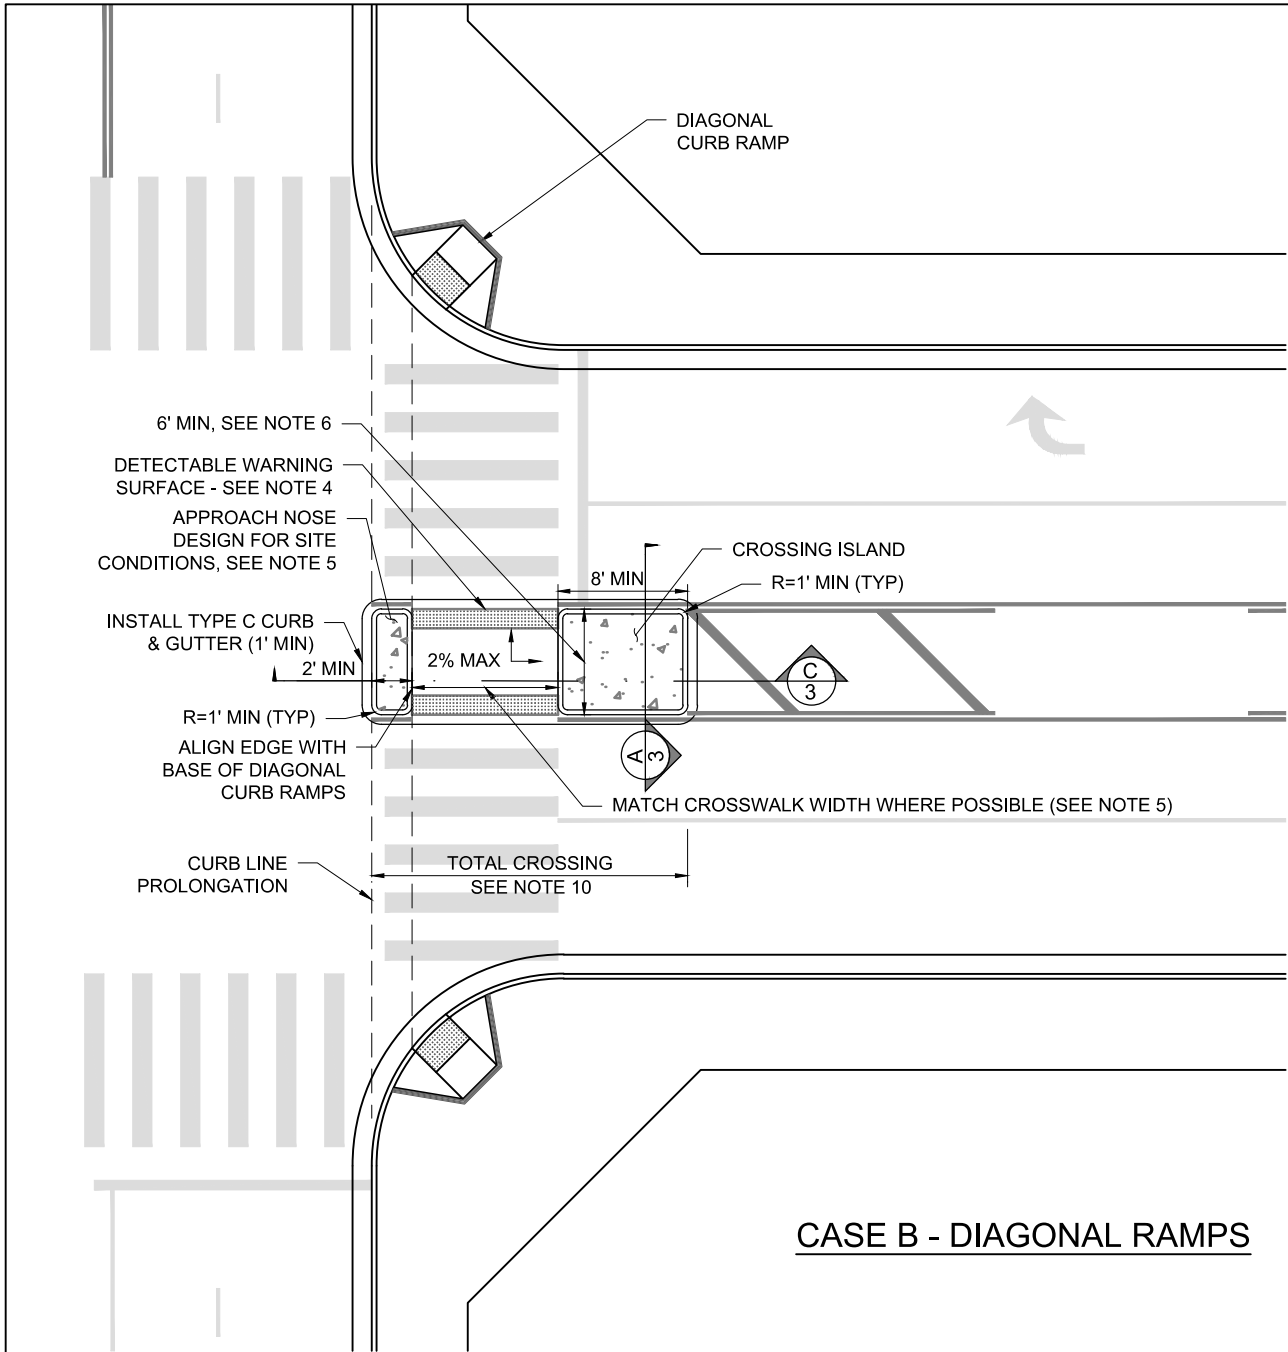 DIAGONAL
CURB RAMP
6' MIN, SEE NOTE 6
DETECTABLE WARNING
SURFACE - SEE NOTE 4
APPROACH NOSE
DESIGN FOR SITE
CONDITIONS, SEE NOTE 5
CROSSING ISLAND
8' MIN
R=1' MIN (TYP)
INSTALL TYPE C CURB
& GUTTER (1' MIN)
2' MIN
2% MAX
C
3
R=1' MIN (TYP)
ALIGN EDGE WITH
BASE OF DIAGONAL
CURB RAMPS
A
3
MATCH CROSSWALK WIDTH WHERE POSSIBLE (SEE NOTE 5)
CURB LINE
PROLONGATION
TOTAL CROSSING
SEE NOTE 10
CASE B - DIAGONAL RAMPS